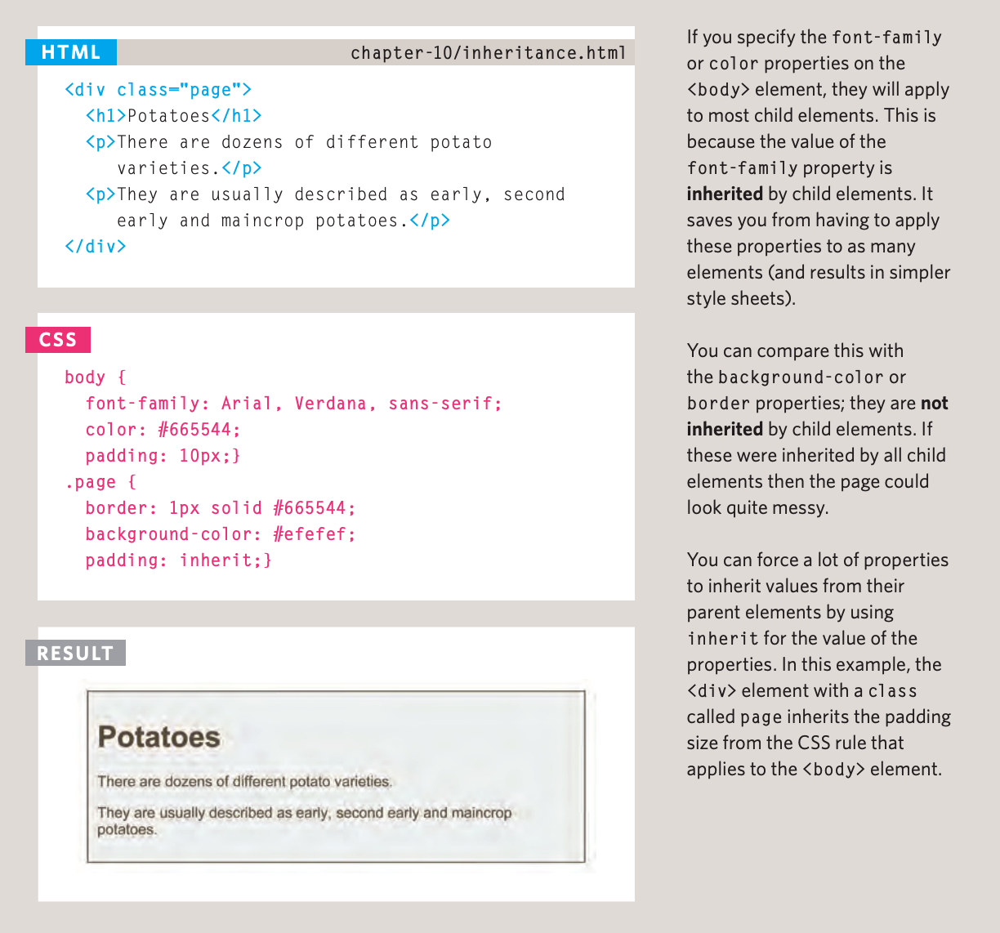 HTML
chapter-10/inheritance.html
<div class="page">
<h1>Potatoes</h1>
<p>There are dozens of different potato
varieties.</p>
<p>They are usually described as early, second
early and maincrop potatoes.</p>
</div>
CSS
body {
font-family: Arial, Verdana, sans-serif;
color: #665544;
padding: 10px;}
.page {
border: 1px solid #665544;
background-color: #efefef;
padding: inherit;}
RESULT
Potatoes
There are dozens of different potato varieties.
They are usually described as early, second early and maincrop
potatoes.
If you specify the font-family
or color properties on the
<body> element, they will apply
to most child elements. This is
because the value of the
font-family property is
inherited by child elements. It
saves you from having to apply
these properties to as many
elements (and results in simpler
style sheets).
You can compare this with
the background-color or
border properties; they are not
inherited by child elements. If
these were inherited by all child
elements then the page could
look quite messy.
You can force a lot of properties
to inherit values from their
parent elements by using
inherit for the value of the
properties. In this example, the
<div> element with a class
called page inherits the padding
size from the CSS rule that
applies to the <body> element.